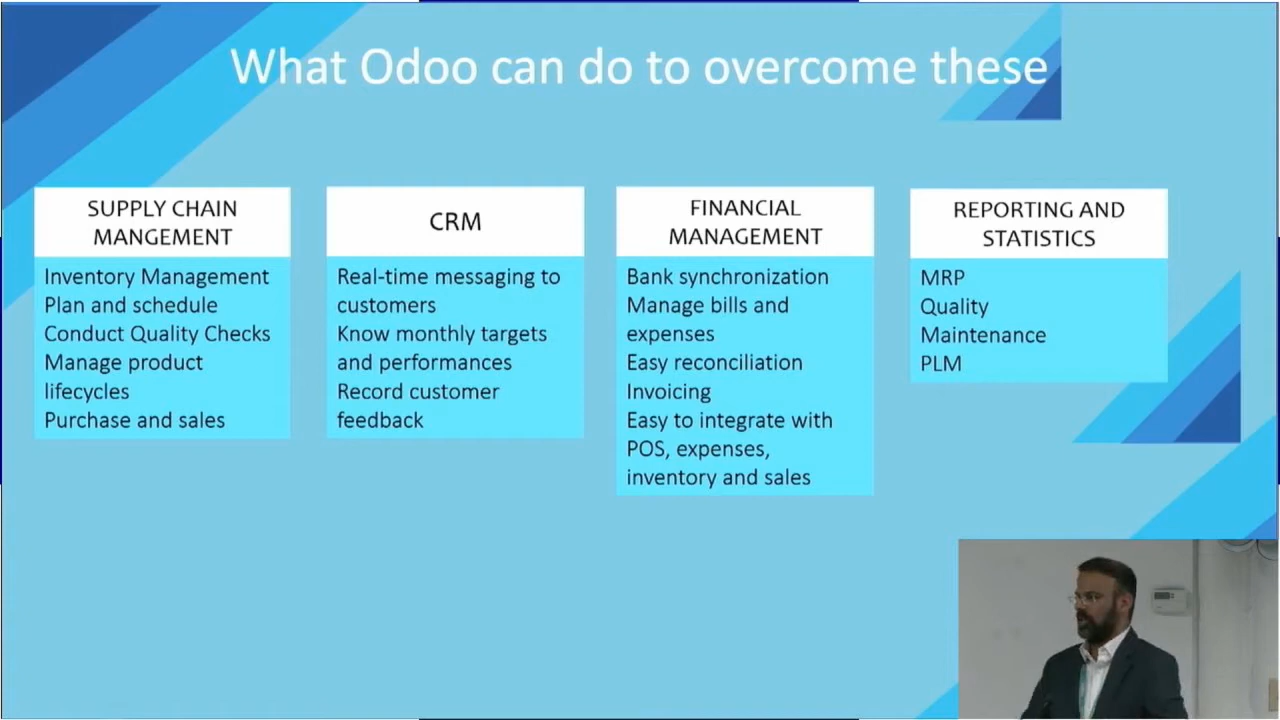 What Odoo can do to overcome these
SUPPLY CHAIN
MANGEMENT
Inventory Management
Plan and schedule
Conduct Quality Checks
Manage product
lifecycles
Purchase and sales
CRM
Real-time messaging to
customers
Know monthly targets
and performances
Record customer
feedback
FINANCIAL
MANAGEMENT
Bank synchronization
Manage bills and
expenses
Easy reconciliation
Invoicing
Easy to integrate with
POS, expenses,
inventory and sales
REPORTING AND
STATISTICS
MRP
Quality
Maintenance
PLM